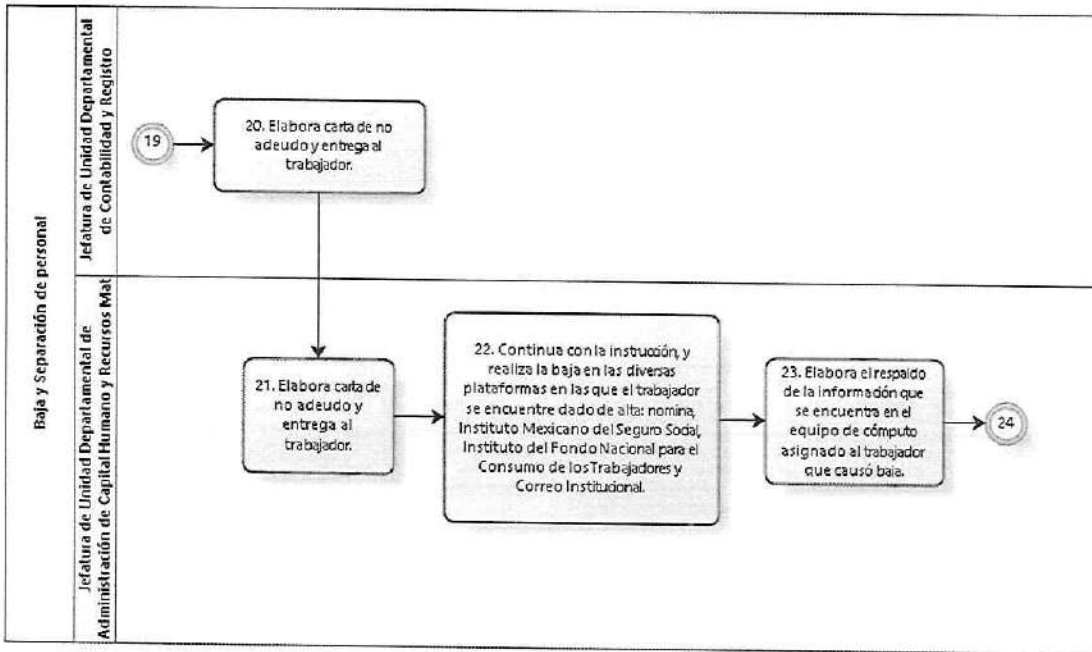 Baja y Separación de personal
Jefatura de Unidad Departamental
de Contabilidad y Registro
19
20. Elabora carta de no
adeudo y entrega al
trabajador.
Jefatura de Unidad Departamental de
Administración de Capital Humano y Recursos Mat
21. Elabora carta de
no adeudo y
entrega al
trabajador.
22. Continua con la instrucción, y
realiza la baja en las diversas
plataformas en las que el trabajador
se encuentre dado de alta: nomina,
Instituto Mexicano del Seguro Social,
Instituto del Fondo Nacional para el
Consumo de los Trabajadores y
Correo Institucional.
23. Elabora el respaldo
de la información que
se encuentra en el
equipo de cómputo
asignado al trabajador
que causó baja.
24